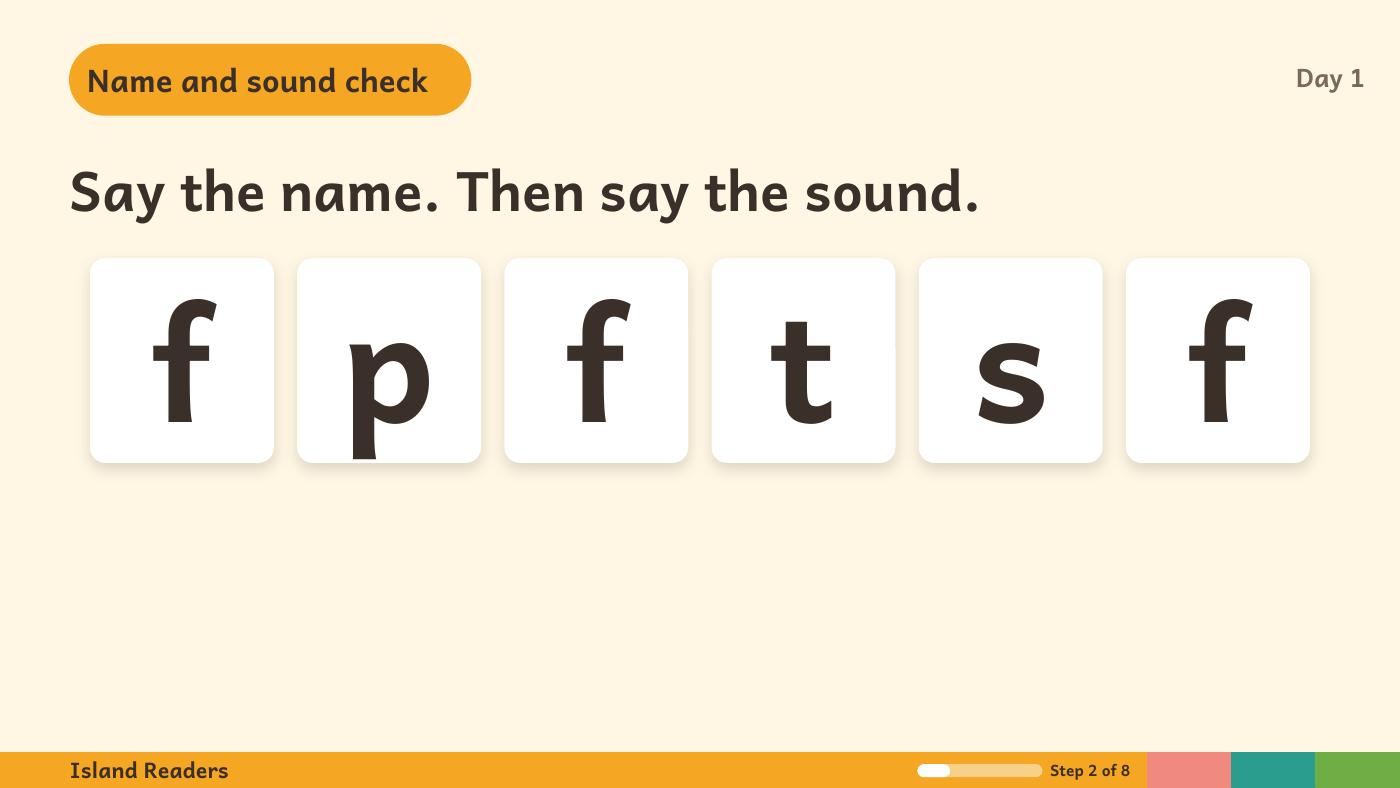 Name and sound check
Day 1
Say the name. Then say the sound.
f p f t s f
Island Readers
Step 2 of 8